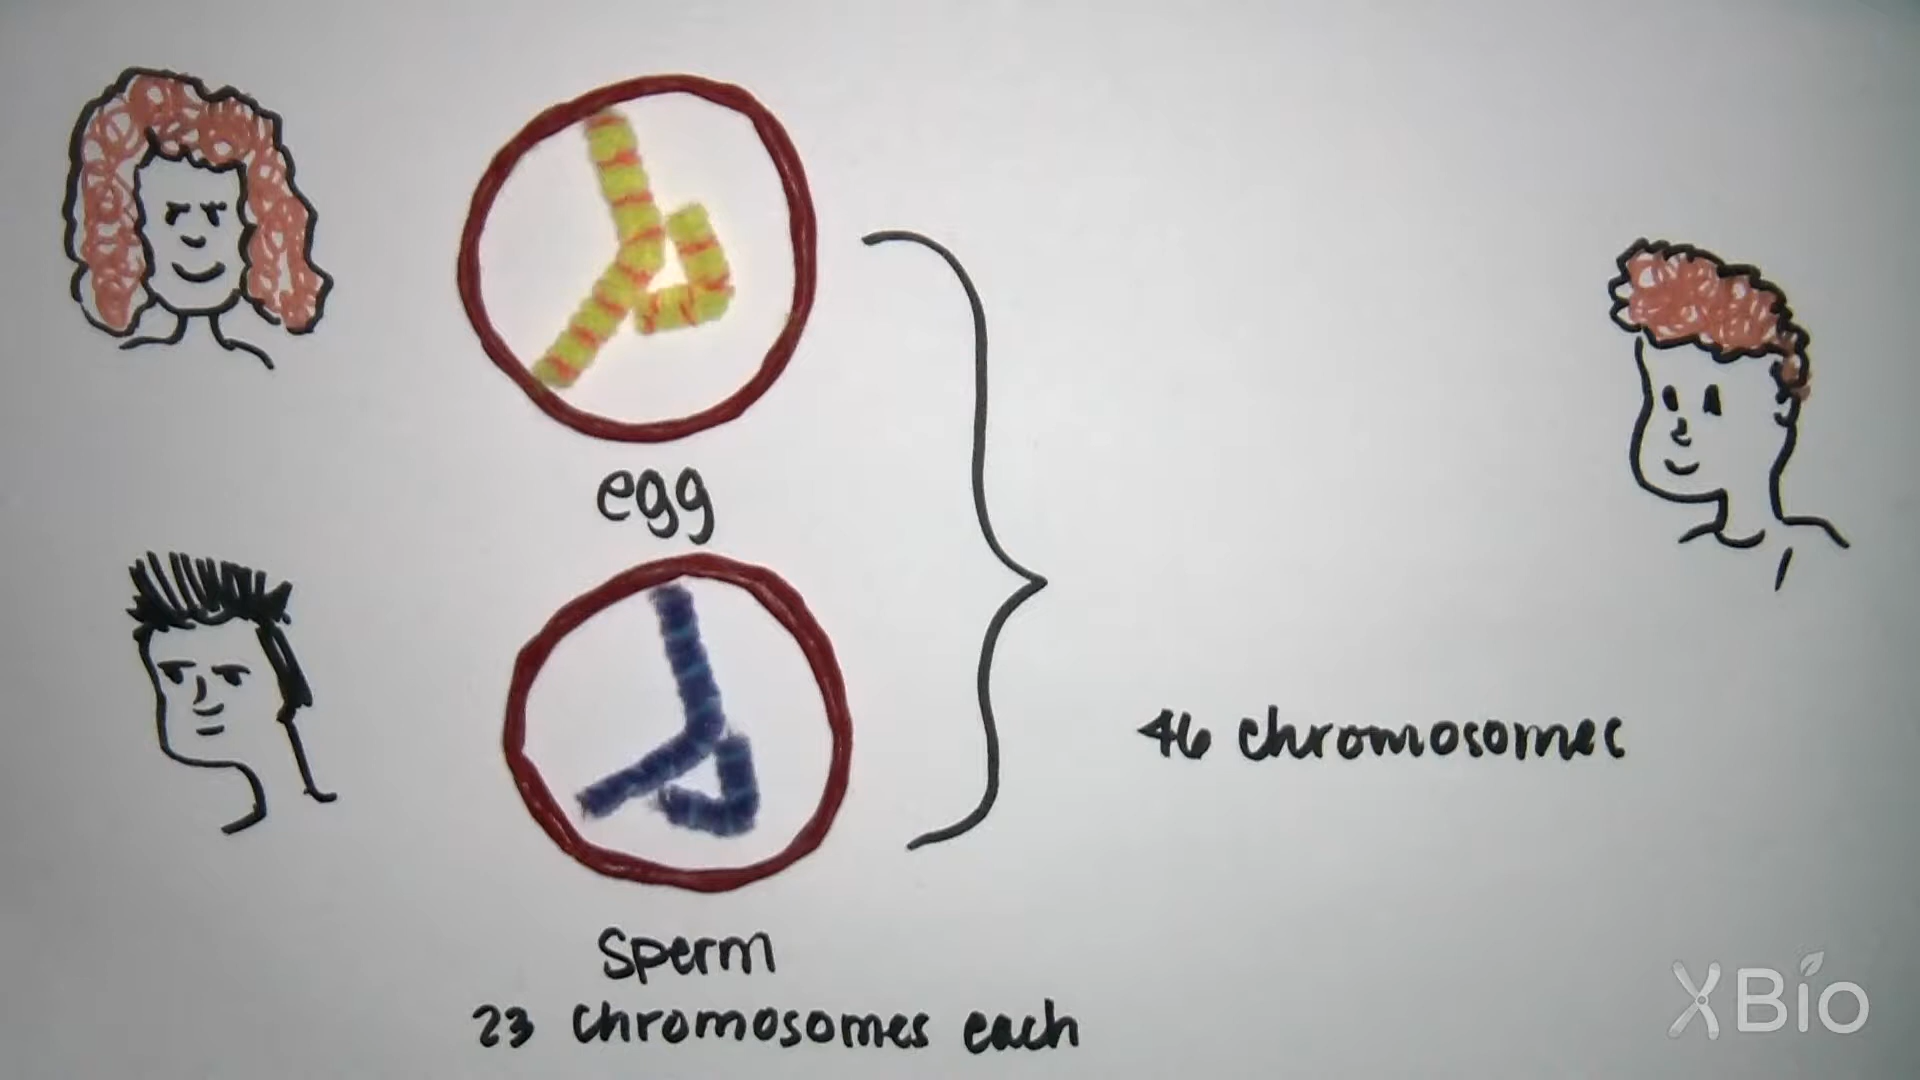 egg
sperm
23 chromosomes each
46 chromosomes
XBio